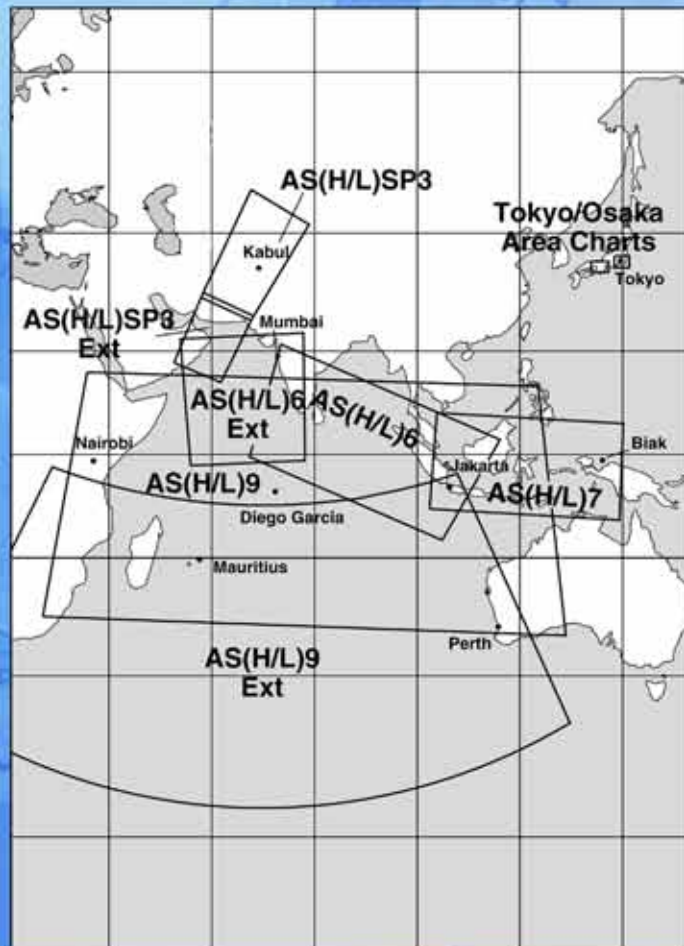 AS(H/L)SP3
Tokyo/Osaka
Area Charts
Kabul
Tokyo
AS(H/L)SP3
Ext
Mumbai
AS(H/L)6
Ext
AS(H/L)6
Nairobi
Jakarta
Biak
AS(H/L)9
AS(H/L)7
Diego Garcia
Mauritius
Perth
AS(H/L)9
Ext